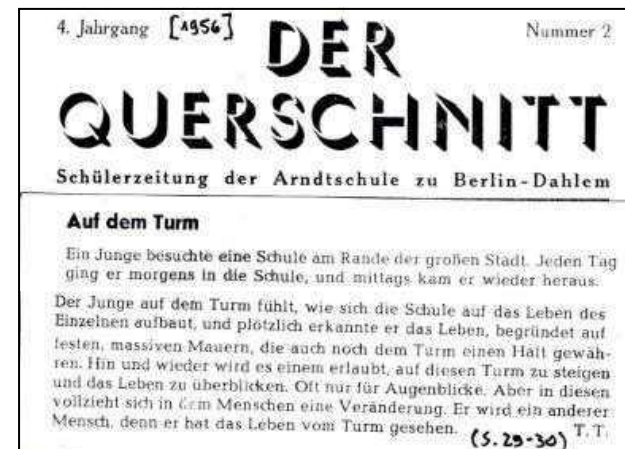 4. Jahrgang [1956] Nummer 2
DER
QUERSCHNITT
Schülerzeitung der Arndtschule zu Berlin-Dahlem
Auf dem Turm
Ein Junge besuchte eine Schule am Rande der großen Stadt. Jeden Tag
ging er morgens in die Schule, und mittags kam er wieder heraus.
Der Junge auf dem Turm fühlt, wie sich die Schule auf das Leben des
Einzelnen aufbaut, und plötzlich erkannte er das Leben, begründet auf
festen, massiven Mauern, die auch noch dem Turm einen Halt gewäh-
ren. Hin und wieder wird es einem erlaubt, auf diesen Turm zu steigen
und das Leben zu überblicken. Oft nur für Augenblicke. Aber in diesen
vollzieht sich in dem Menschen eine Veränderung. Er wird ein anderer
Mensch, denn er hat das Leben vom Turm gesehen. T. T.
(S. 29-30)